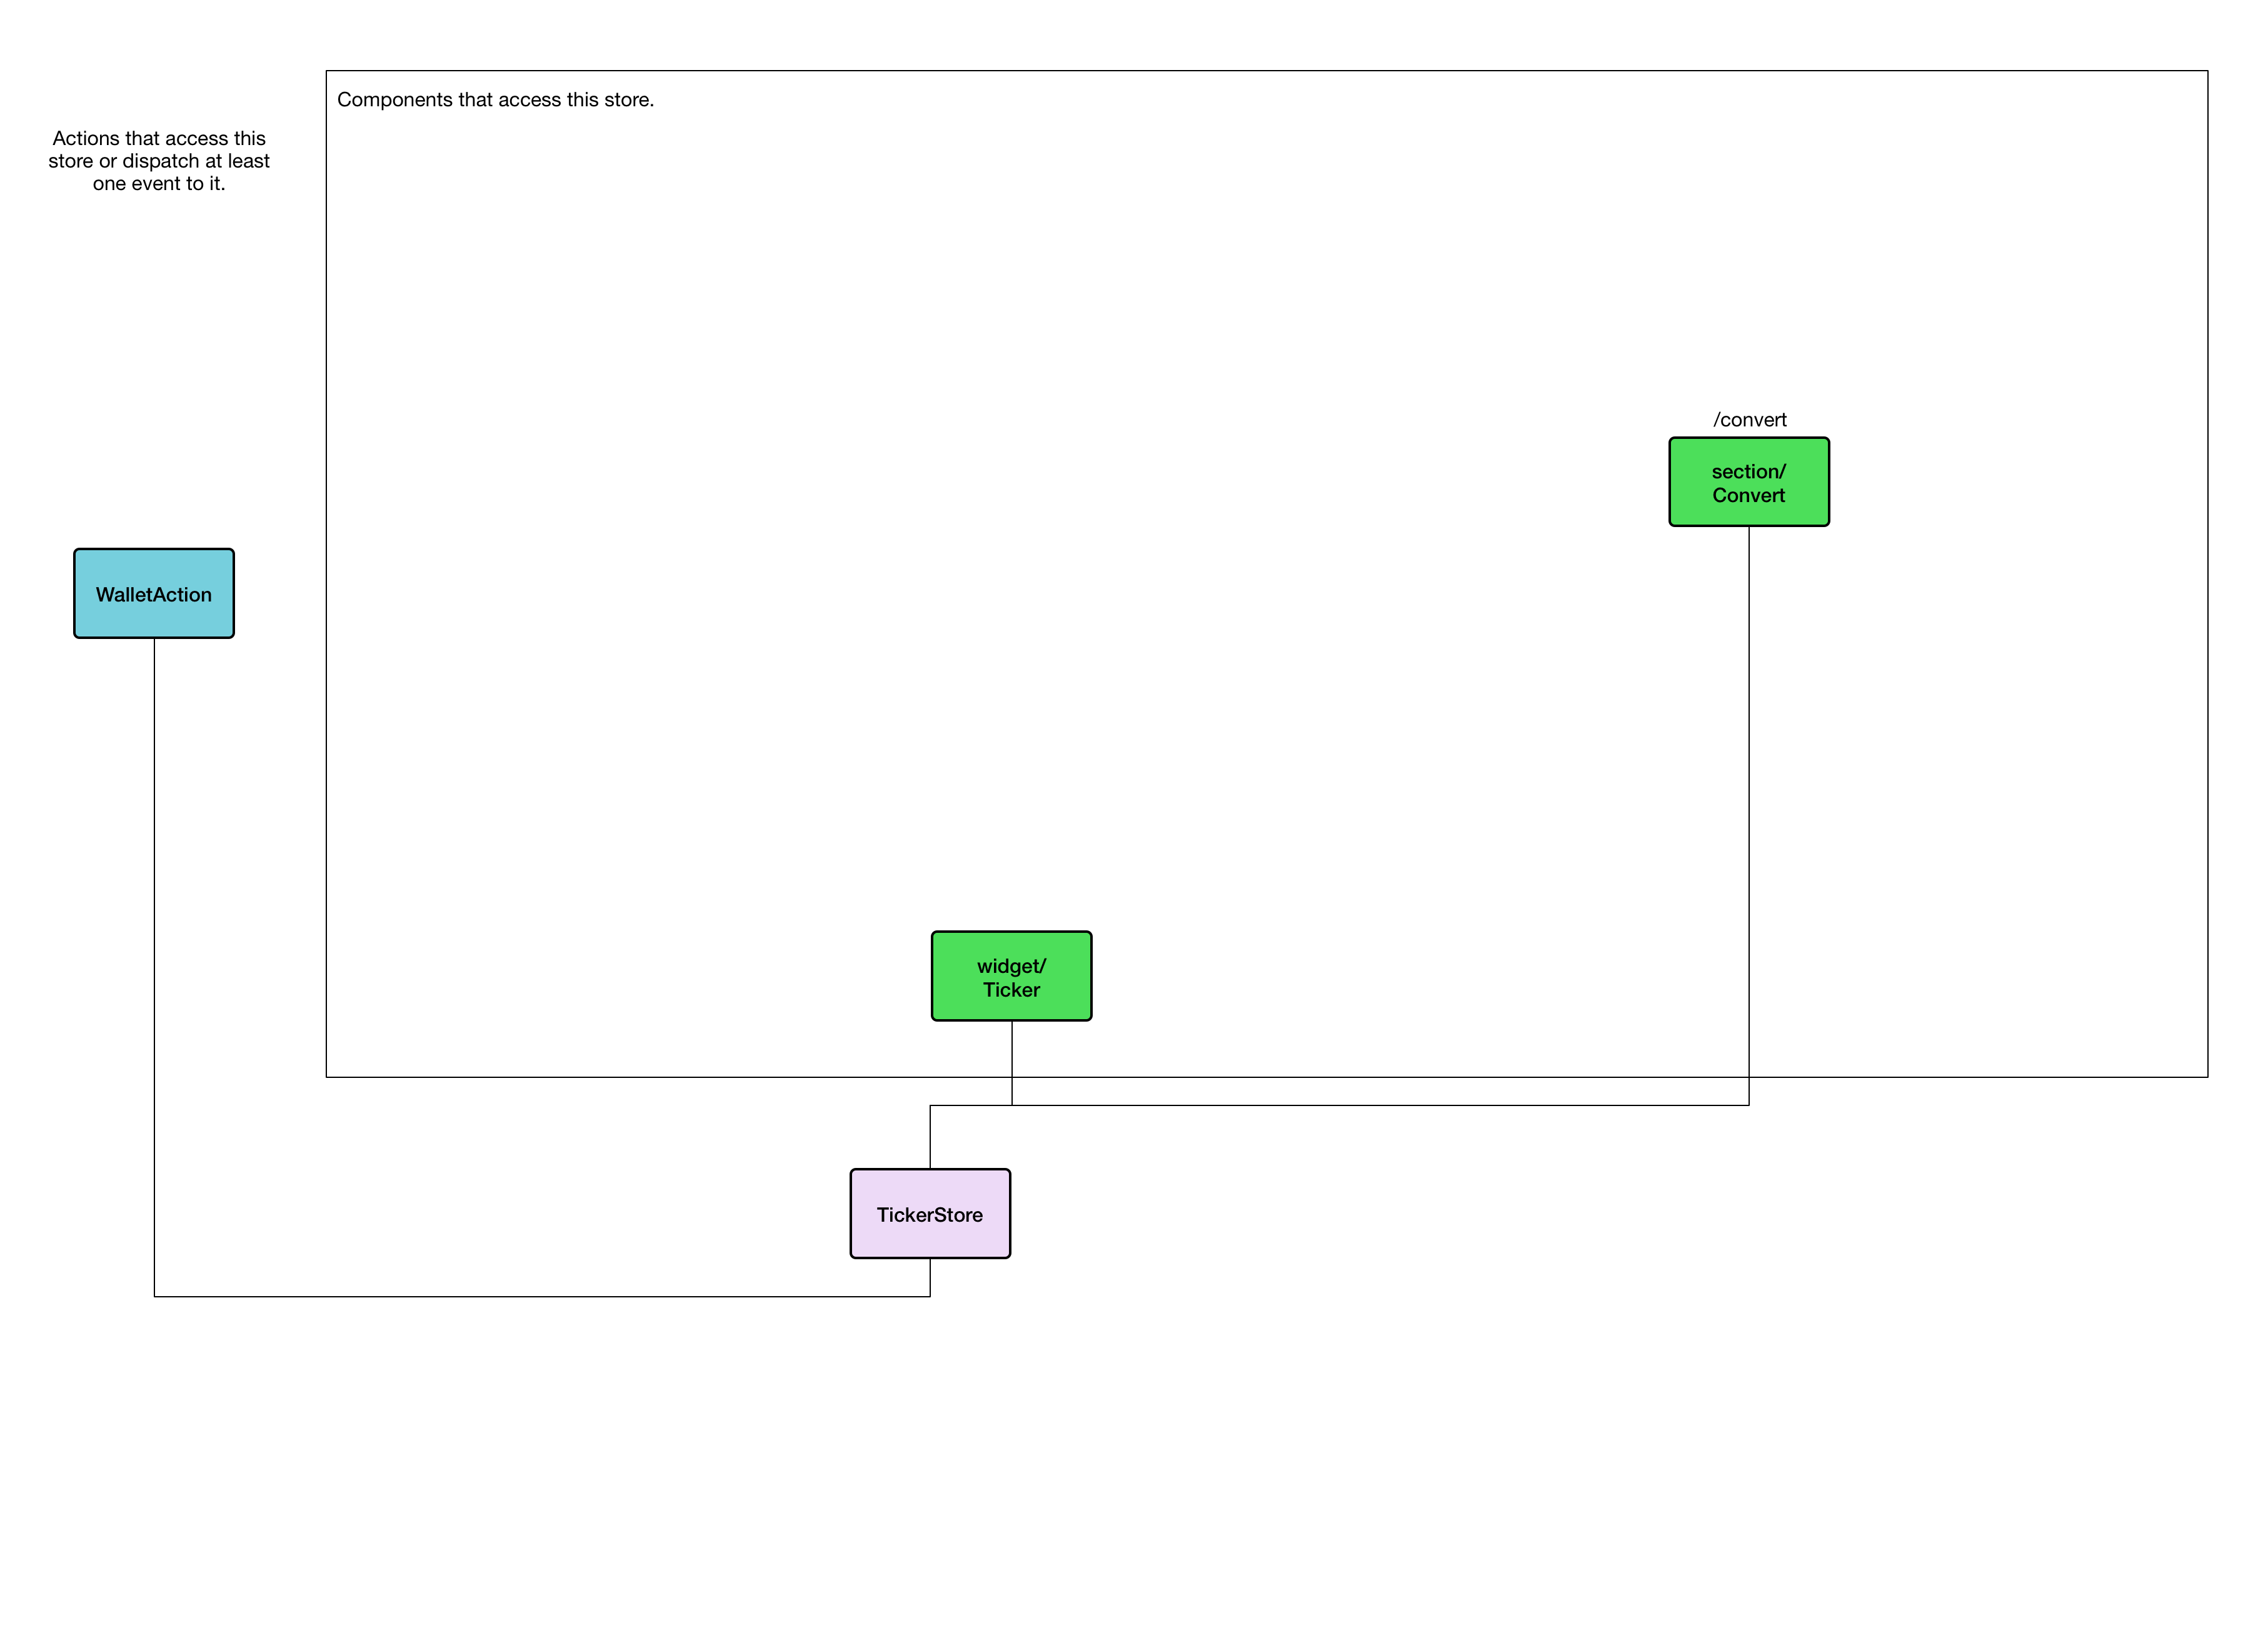 Components that access this store.
Actions that access this
store or dispatch at least
one event to it.
/convert
section/
Convert
WalletAction
widget/
Ticker
TickerStore